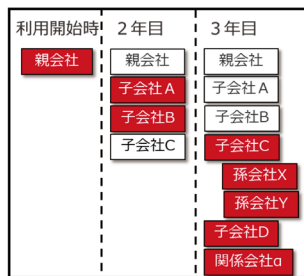 利用開始時
親会社
2年目
親会社
子会社A
子会社B
子会社C
3年目
親会社
子会社A
子会社B
子会社C
孫会社X
孫会社Y
子会社D
関係会社α